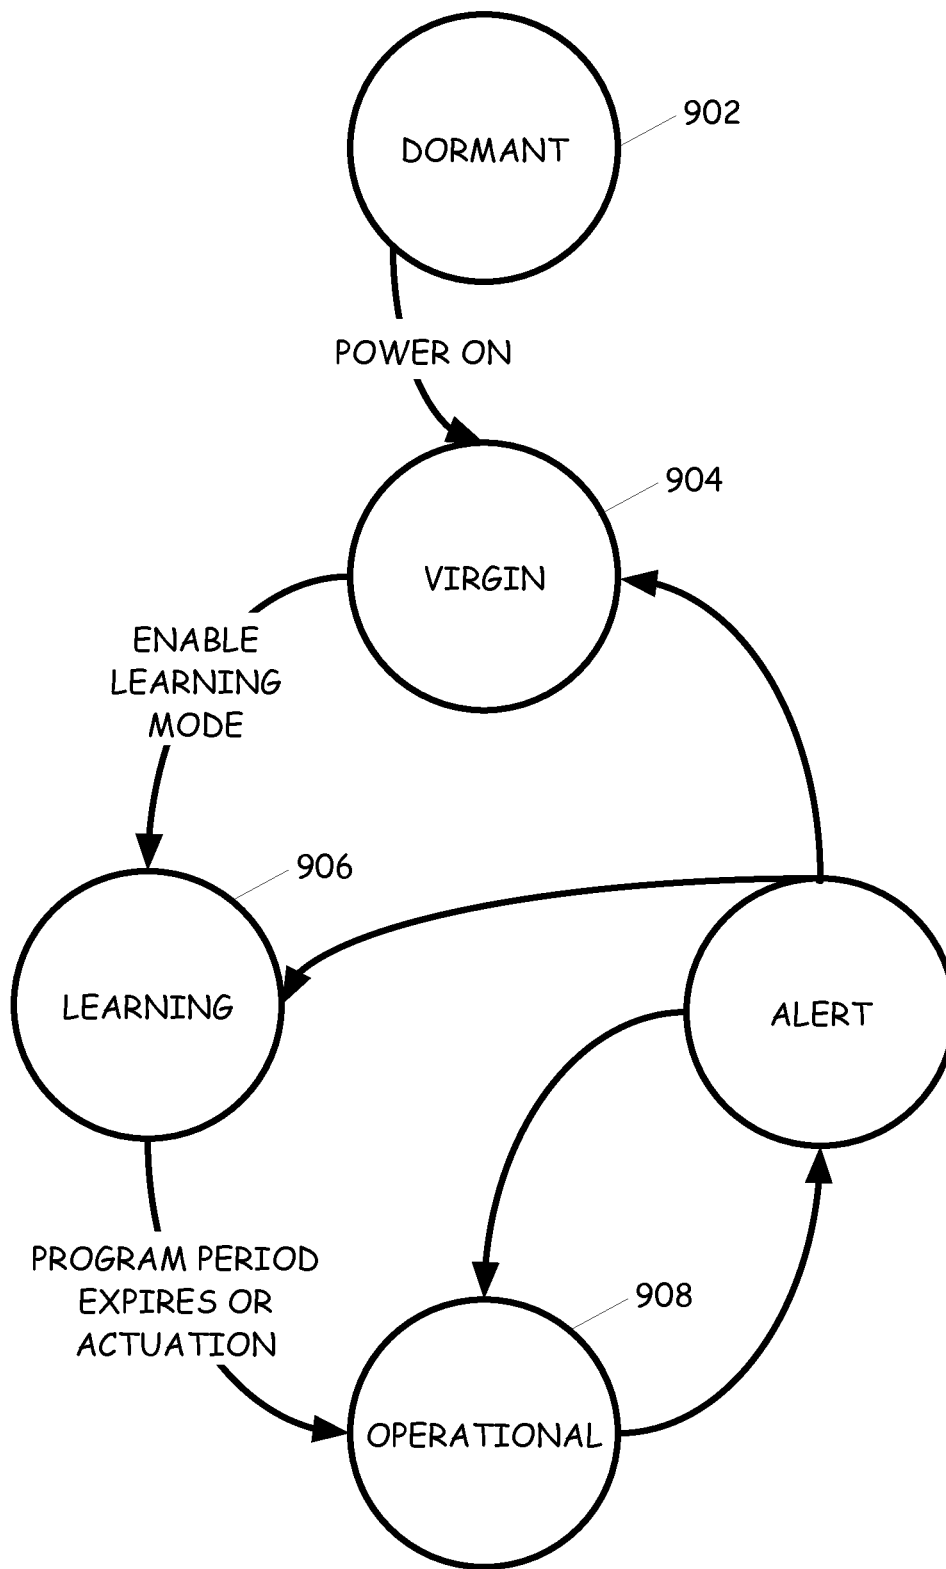 902
DORMANT
POWER ON
904
VIRGIN
ENABLE
LEARNING
MODE
906
LEARNING
ALERT
PROGRAM PERIOD
EXPIRES OR
ACTUATION
908
OPERATIONAL